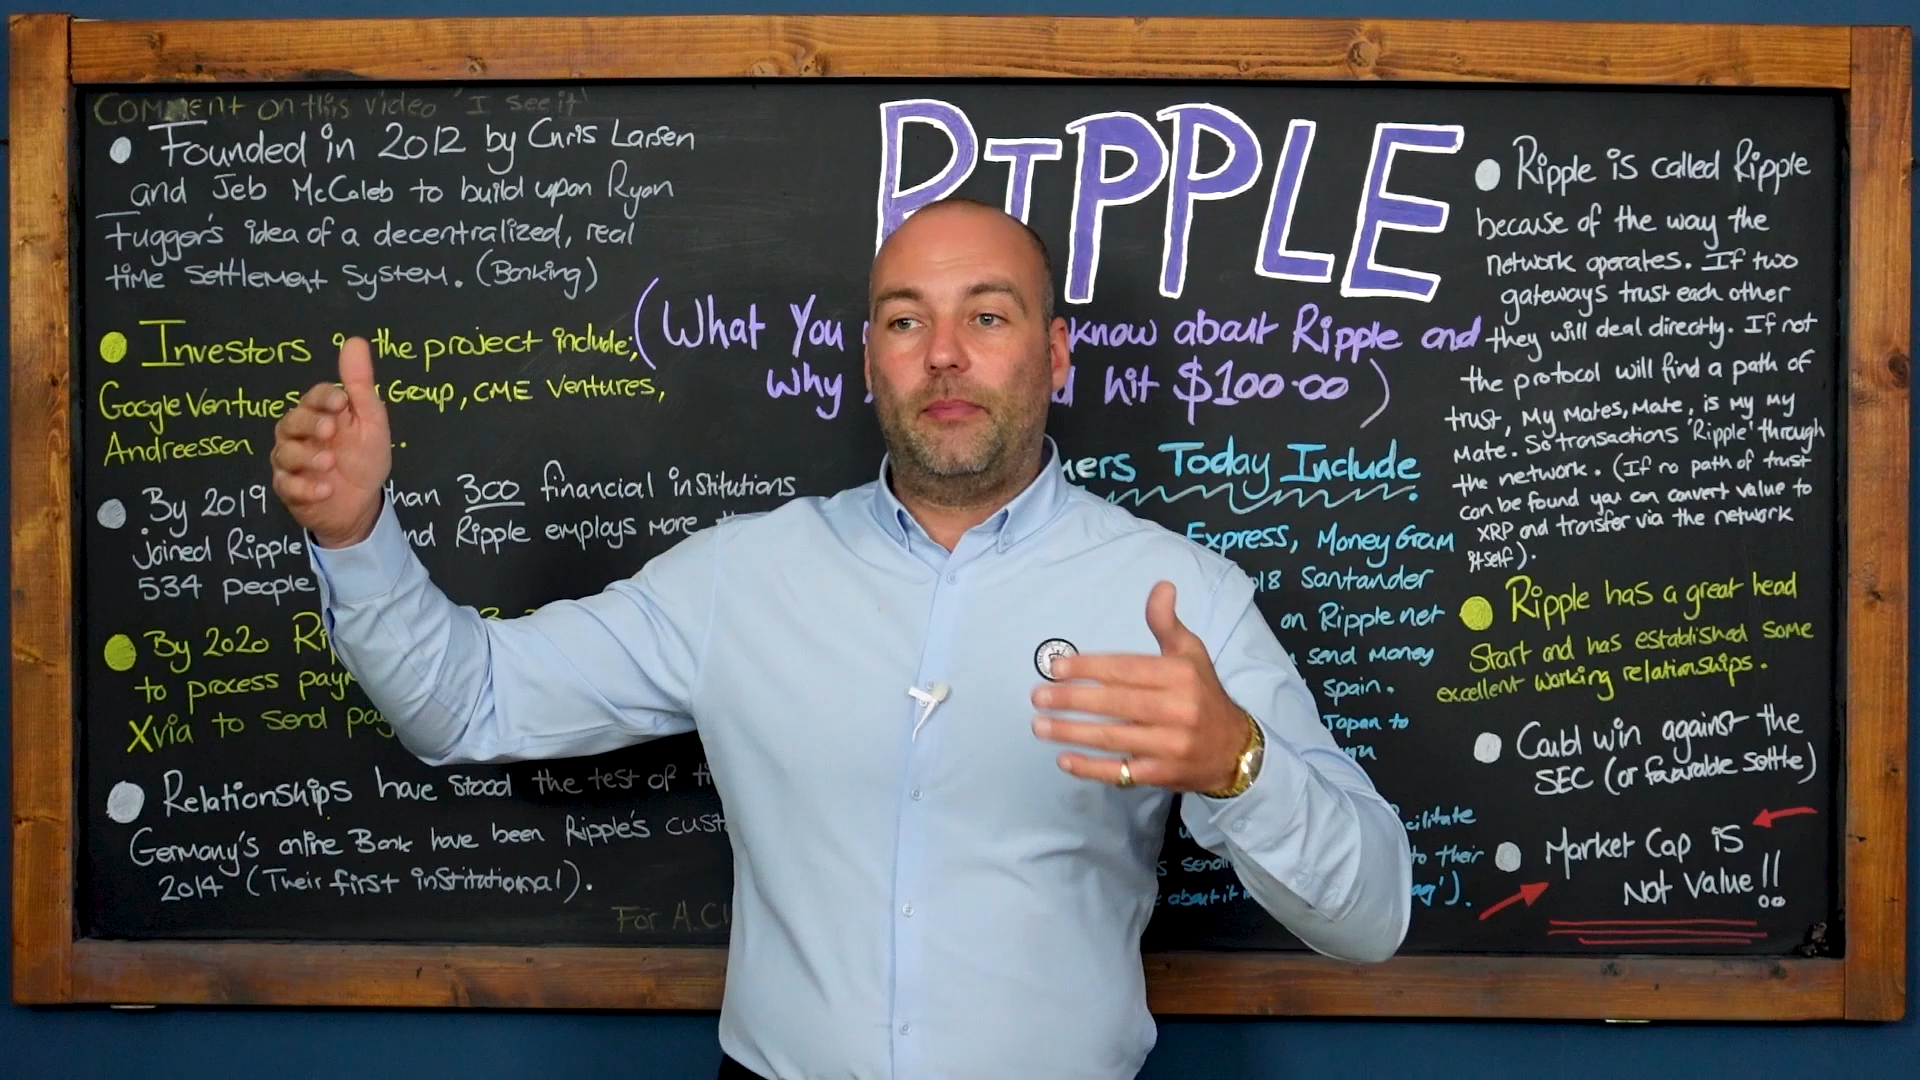 Comment on this video 'I see it'
Founded in 2012 by Chris Larsen
and Jeb McCaleb to build upon Ryan
Fugger's idea of a decentralized, real
time settlement system. (Banking)
Investors the project include;
Google Ventures Group, CME Ventures,
Andreessen
By 2019 than 300 financial institutions
joined Ripple and Ripple employs more
534 people
By 2020
to process
Xvia to send
Relationships have stood the test of
Germany's online Bank have been Ripple's
2014 (Their first institutional).
For A.
RIPPLE
(What You know about Ripple and
why hit $100.00)
Today Include
Express, MoneyGram
Santander
on Ripple net
send money
Spain.
Japan to
to their
about it
Ripple is called Ripple
because of the way the
network operates. If two
gateways trust each other
they will deal directly. If not
the protocol will find a path of
trust, My Mates, Mate, is my my
Mate. So transactions 'Ripple' through
the network. (If no path of trust
can be found you can convert value to
XRP and transfer via the network
itself).
Ripple has a great head
Start and has established some
excellent working relationships.
Could win against the
SEC (or favarable settle)
Market Cap is
NOT Value!!